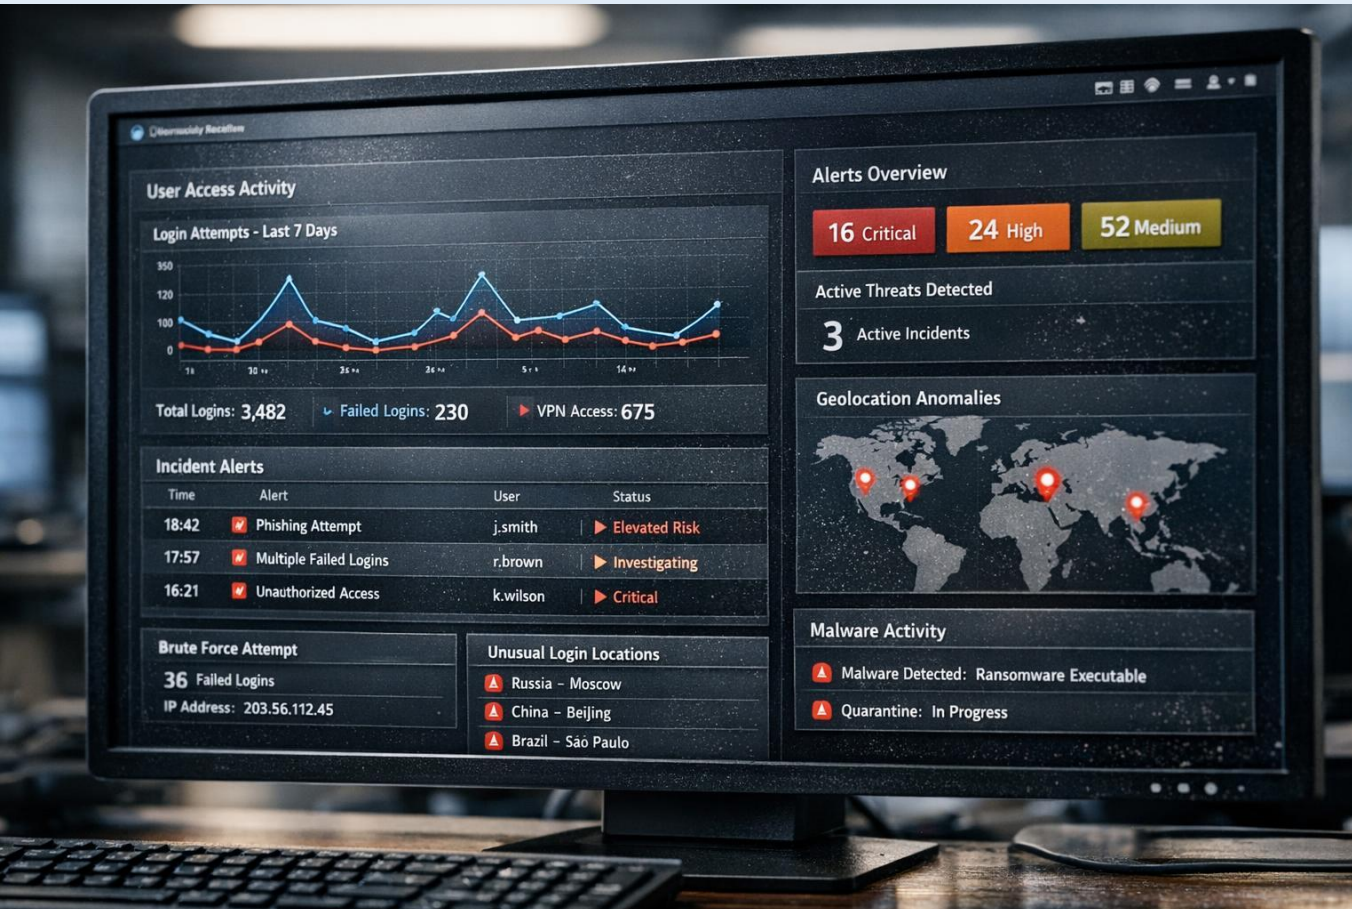 User Access Activity
Login Attempts - Last 7 Days
350
120
100
0
Total Logins: 3,482
Failed Logins: 230
VPN Access: 675
Incident Alerts
Time Alert User Status
18:42 Phishing Attempt j.smith Elevated Risk
17:57 Multiple Failed Logins r.brown Investigating
16:21 Unauthorized Access k.wilson Critical
Brute Force Attempt
36 Failed Logins
IP Address: 203.56.112.45
Unusual Login Locations
Russia – Moscow
China – Beijing
Brazil – São Paulo
Alerts Overview
16 Critical
24 High
52 Medium
Active Threats Detected
3 Active Incidents
Geolocation Anomalies
Malware Activity
Malware Detected: Ransomware Executable
Quarantine: In Progress